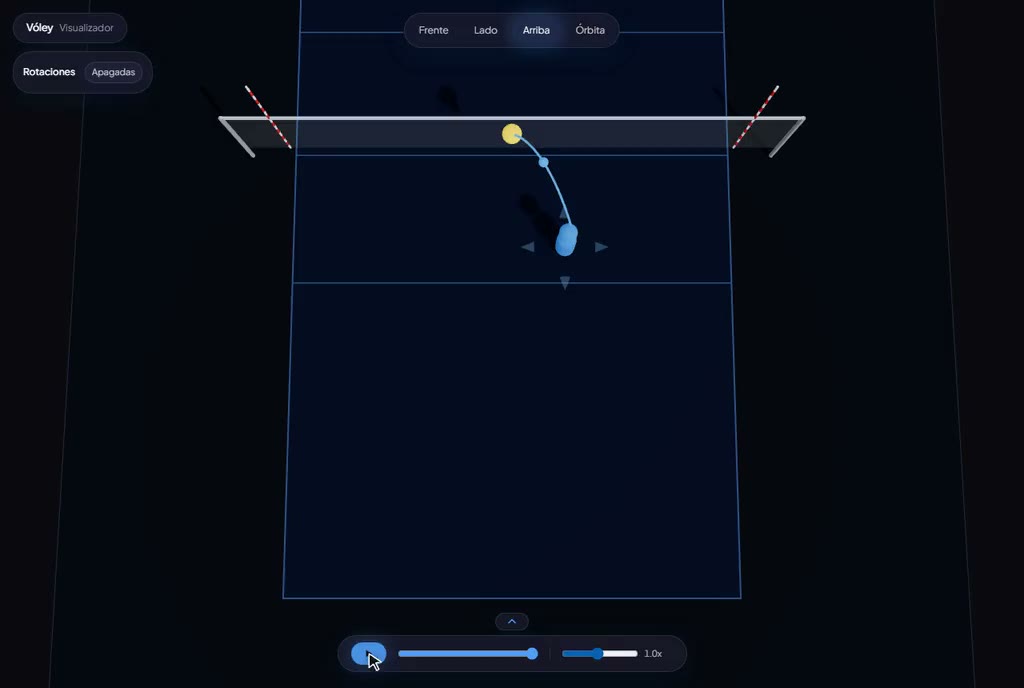 Vóley Visualizador
Frente Lado Arriba Órbita
Rotaciones Apagadas
1.0x